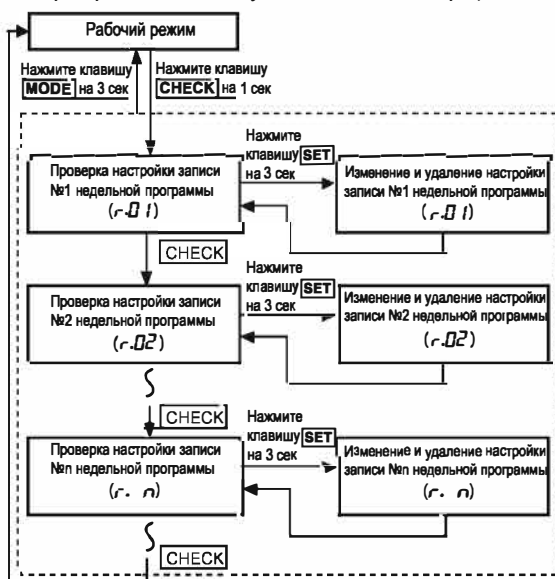 Рабочий режим
Нажмите клавишу
MODE на 3 сек
Нажмите клавишу
CHECK на 1 сек
Проверка настройки записи
№1 недельной программы
(r.01)
Нажмите
клавишу SET
на 3 сек
Изменение и удаление настройки
записи №1 недельной программы
(r.01)
CHECK
Проверка настройки записи
№2 недельной программы
(r.02)
Нажмите
клавишу SET
на 3 сек
Изменение и удаление настройки
записи №2 недельной программы
(r.02)
CHECK
Проверка настройки записи
№n недельной программы
(r. n)
Нажмите
клавишу SET
на 3 сек
Изменение и удаление настройки
записи №n недельной программы
(r. n)
CHECK